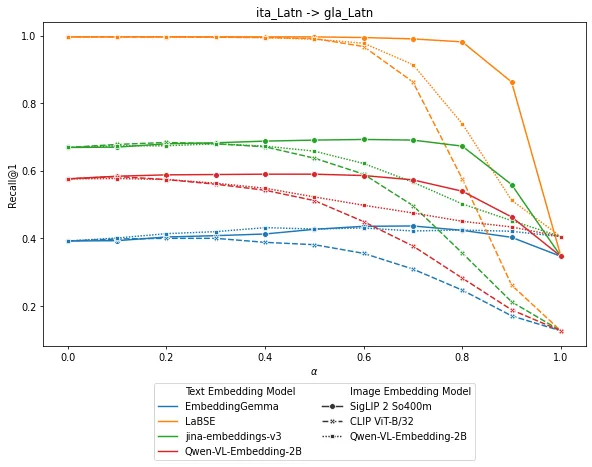 ita_Latn -> gla_Latn
Recall@1
1.0
0.8
0.6
0.4
0.2
0.0 0.2 0.4 0.6 0.8 1.0
α
Text Embedding Model Image Embedding Model
EmbeddingGemma SigLIP 2 So400m
LaBSE CLIP ViT-B/32
jina-embeddings-v3 Qwen-VL-Embedding-2B
Qwen-VL-Embedding-2B